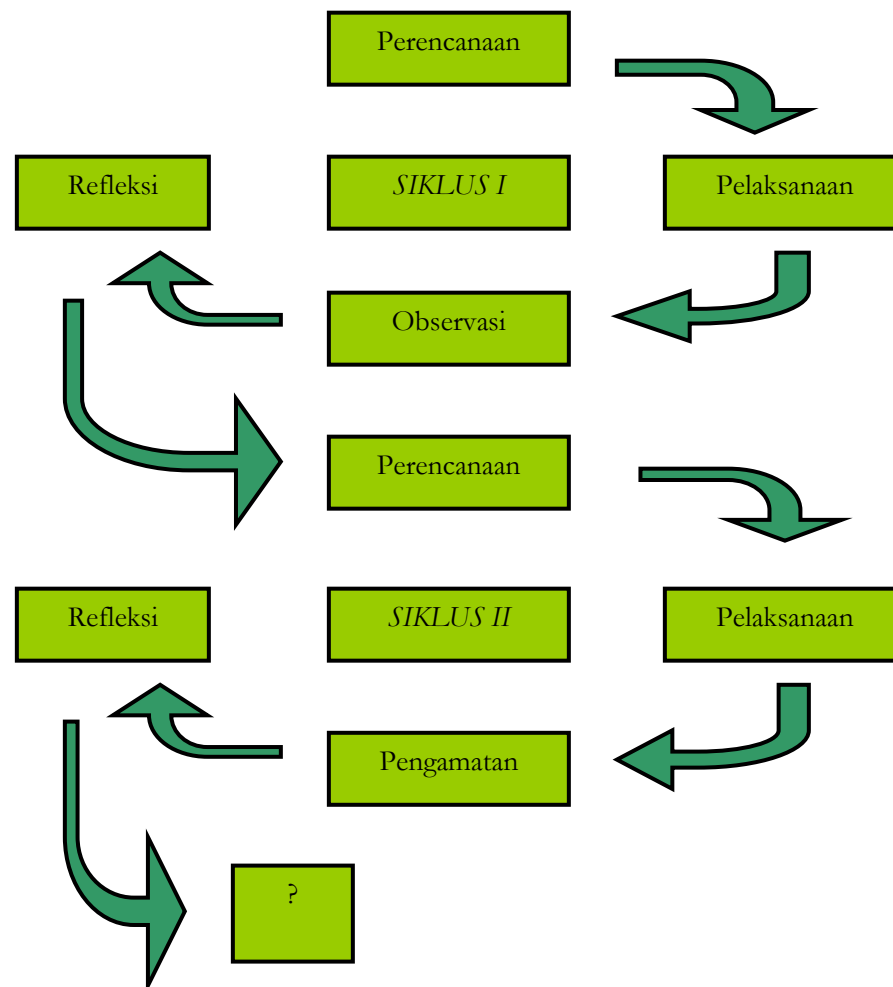 Perencanaan
Refleksi
SIKLUS I
Pelaksanaan
Observasi
Perencanaan
Refleksi
SIKLUS II
Pelaksanaan
Pengamatan
?